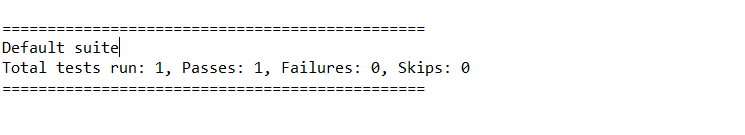 ===============================================
Default suite
Total tests run: 1, Passes: 1, Failures: 0, Skips: 0
===============================================